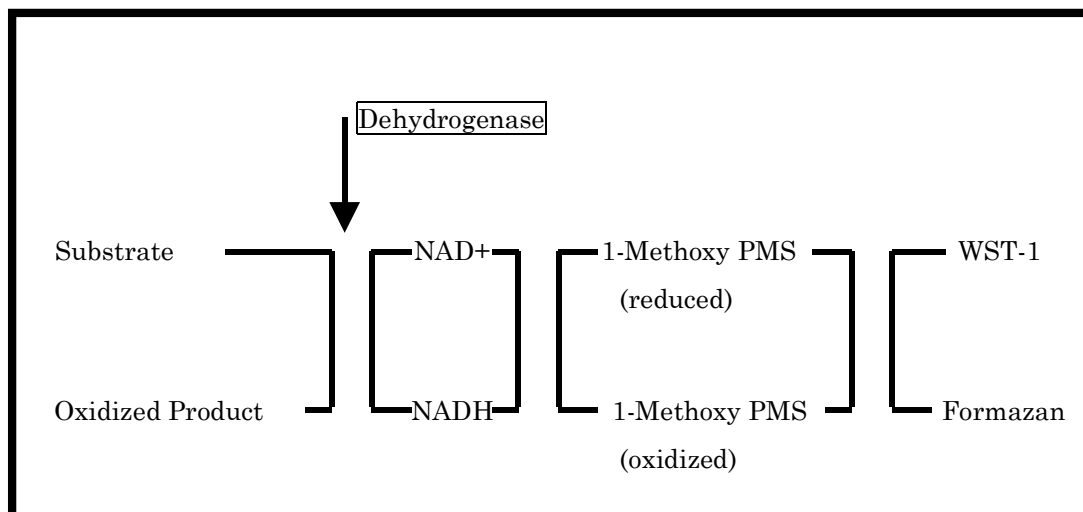 Dehydrogenase
Substrate NAD+ 1-Methoxy PMS WST-1
(reduced)
Oxidized Product NADH 1-Methoxy PMS Formazan
(oxidized)